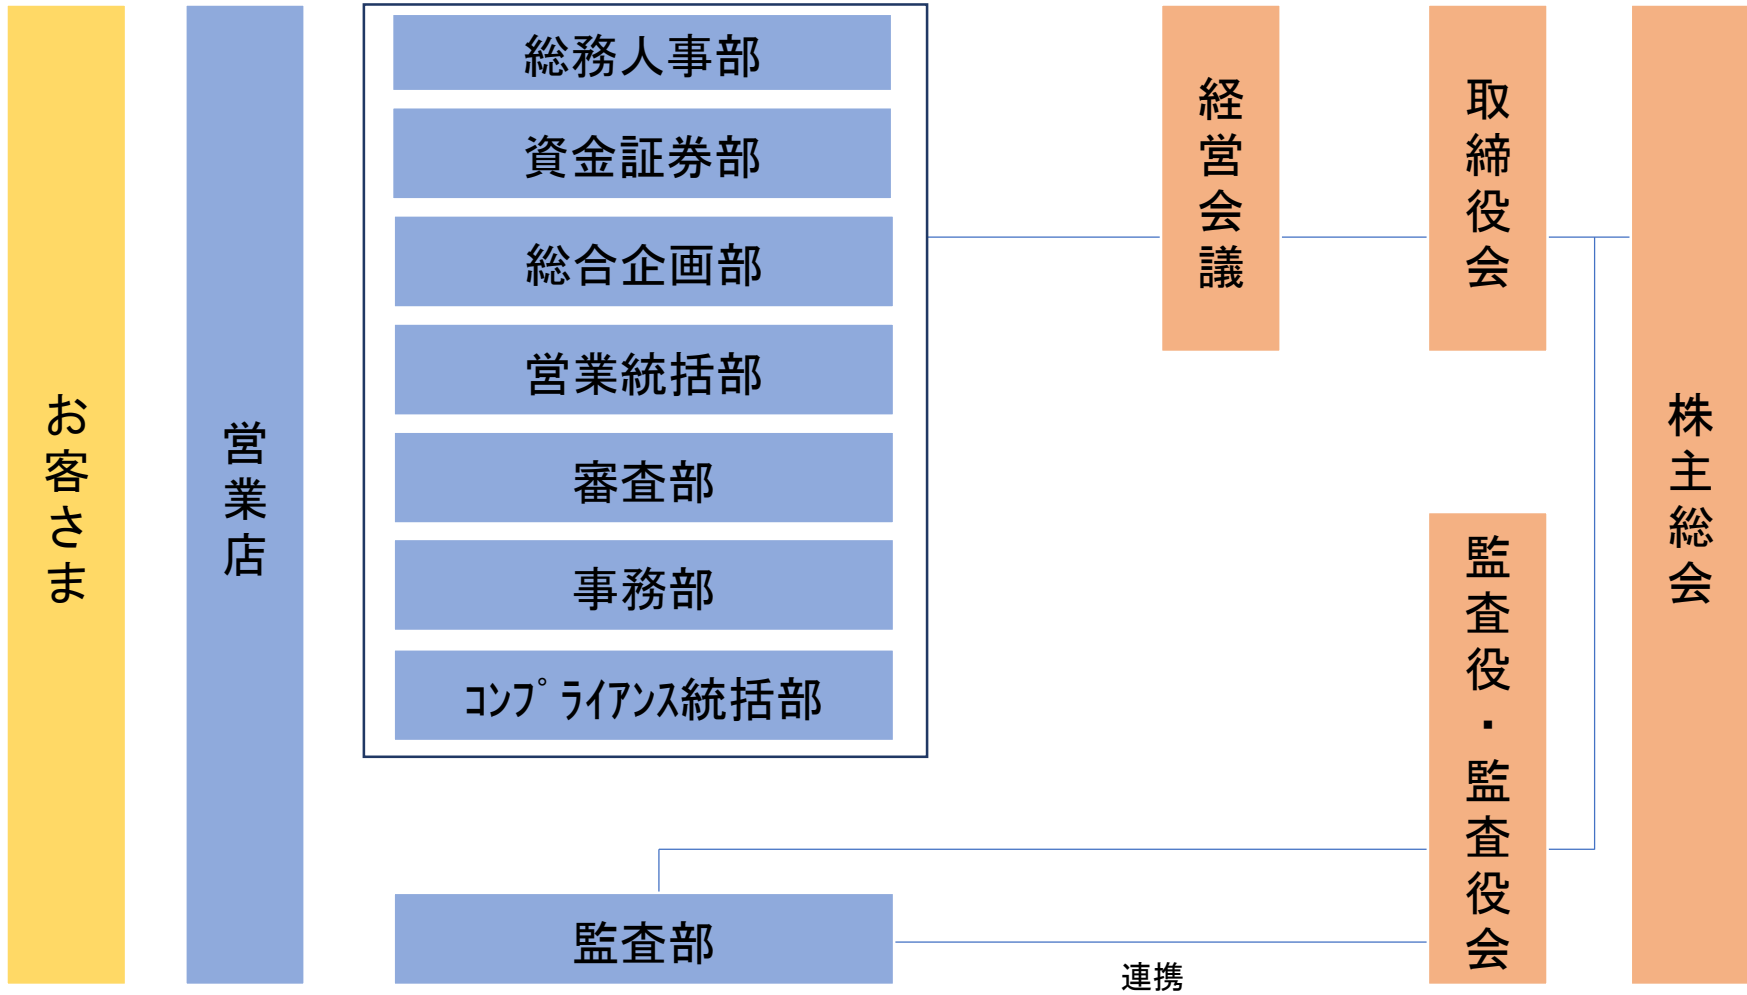 お客さま
営業店
総務人事部
資金証券部
総合企画部
営業統括部
審査部
事務部
ｺﾝﾌﾟﾗｲｱﾝｽ統括部
監査部
連携
経営会議
取締役会
監査役・監査役会
株主総会